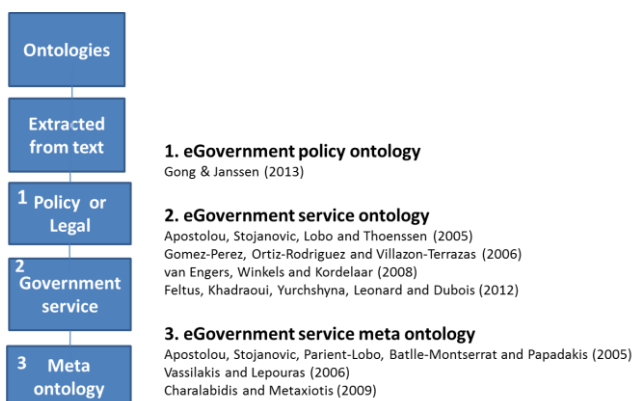 Ontologies
Extracted
from text
1 Policy or
Legal
2
Government
service
3 Meta
ontology
1. eGovernment policy ontology
Gong & Janssen (2013)
2. eGovernment service ontology
Apostolou, Stojanovic, Lobo and Thoenssen (2005)
Gomez-Perez, Ortiz-Rodriguez and Villazon-Terrazas (2006)
van Engers, Winkels and Kordelaar (2008)
Feltus, Khadraoui, Yurchshyna, Leonard and Dubois (2012)
3. eGovernment service meta ontology
Apostolou, Stojanovic, Parient-Lobo, Batlle-Montserrat and Papadakis (2005)
Vassilakis and Lepouras (2006)
Charalabidis and Metaxiotis (2009)